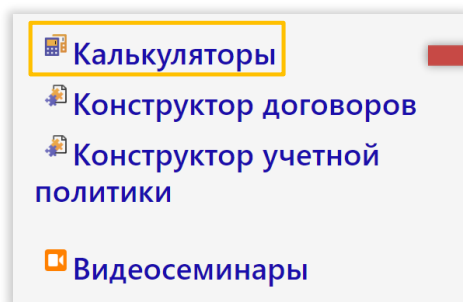 Калькуляторы
Конструктор договоров
Конструктор учетной
политики
Видеосеминары